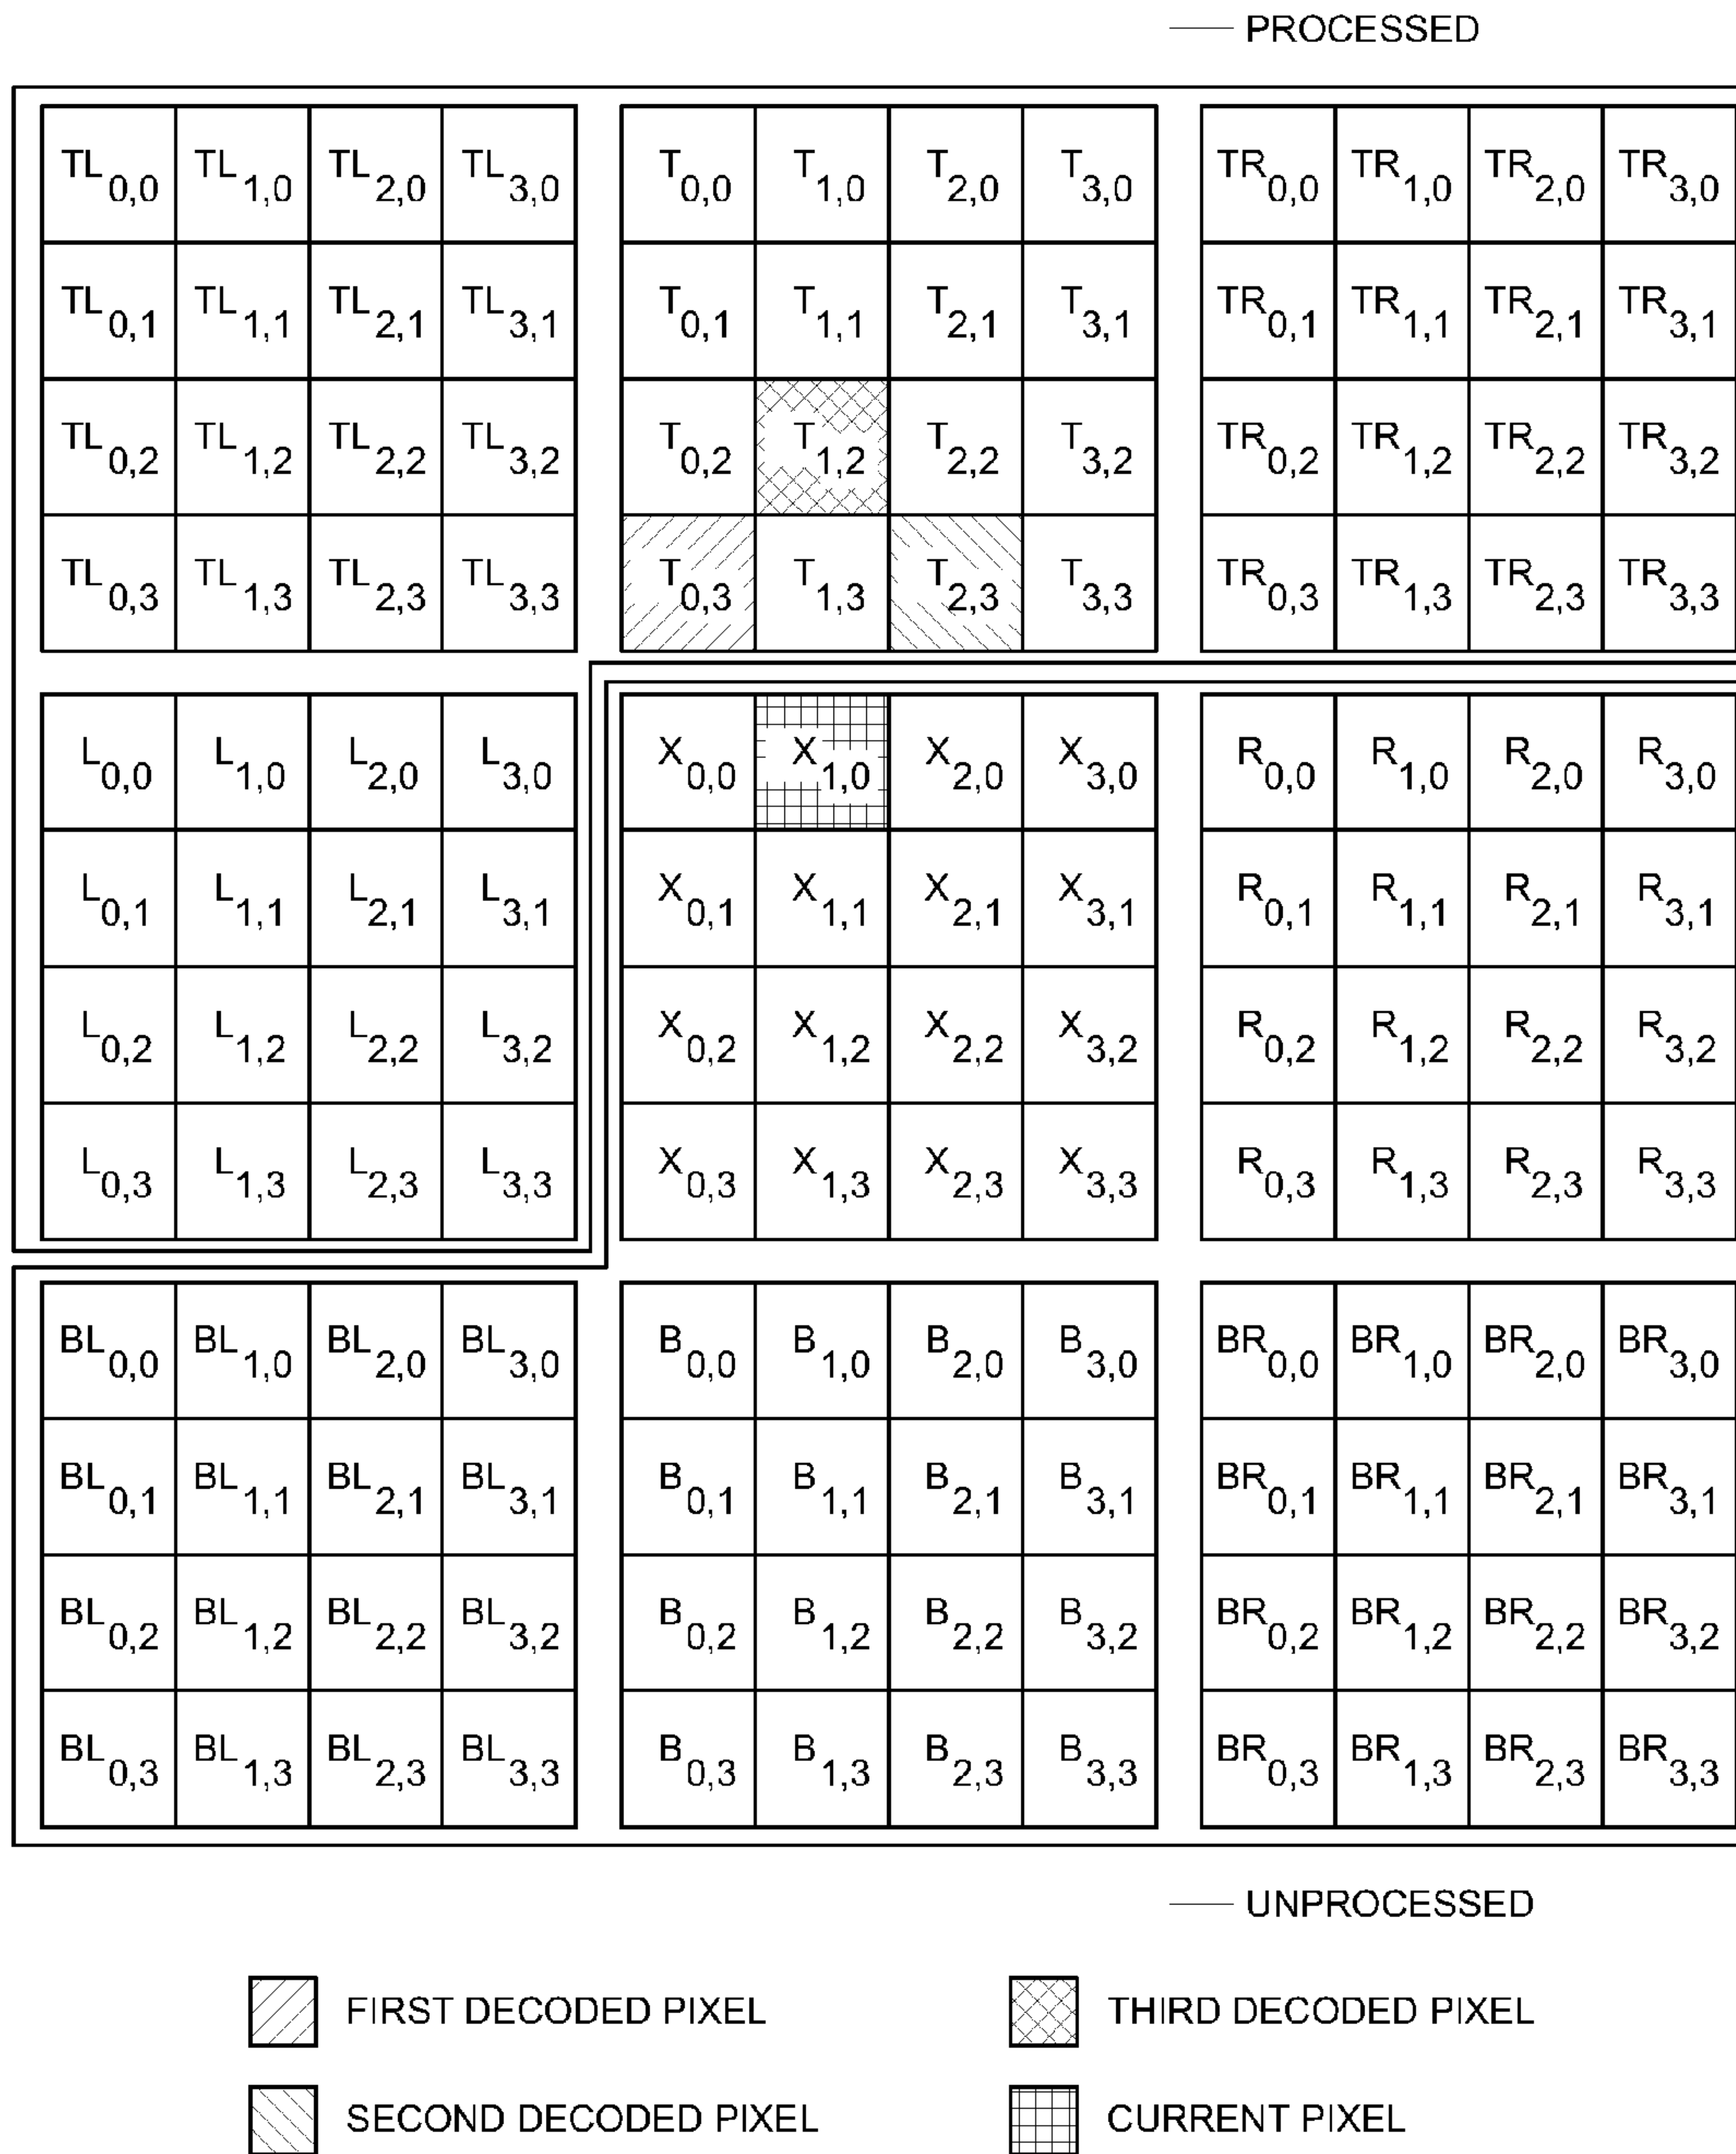 PROCESSED
TL0,0 TL1,0 TL2,0 TL3,0 T0,0 T1,0 T2,0 T3,0 TR0,0 TR1,0 TR2,0 TR3,0
TL0,1 TL1,1 TL2,1 TL3,1 T0,1 T1,1 T2,1 T3,1 TR0,1 TR1,1 TR2,1 TR3,1
TL0,2 TL1,2 TL2,2 TL3,2 T0,2 T1,2 T2,2 T3,2 TR0,2 TR1,2 TR2,2 TR3,2
TL0,3 TL1,3 TL2,3 TL3,3 T0,3 T1,3 T2,3 T3,3 TR0,3 TR1,3 TR2,3 TR3,3
L0,0 L1,0 L2,0 L3,0 X0,0 X1,0 X2,0 X3,0 R0,0 R1,0 R2,0 R3,0
L0,1 L1,1 L2,1 L3,1 X0,1 X1,1 X2,1 X3,1 R0,1 R1,1 R2,1 R3,1
L0,2 L1,2 L2,2 L3,2 X0,2 X1,2 X2,2 X3,2 R0,2 R1,2 R2,2 R3,2
L0,3 L1,3 L2,3 L3,3 X0,3 X1,3 X2,3 X3,3 R0,3 R1,3 R2,3 R3,3
BL0,0 BL1,0 BL2,0 BL3,0 B0,0 B1,0 B2,0 B3,0 BR0,0 BR1,0 BR2,0 BR3,0
BL0,1 BL1,1 BL2,1 BL3,1 B0,1 B1,1 B2,1 B3,1 BR0,1 BR1,1 BR2,1 BR3,1
BL0,2 BL1,2 BL2,2 BL3,2 B0,2 B1,2 B2,2 B3,2 BR0,2 BR1,2 BR2,2 BR3,2
BL0,3 BL1,3 BL2,3 BL3,3 B0,3 B1,3 B2,3 B3,3 BR0,3 BR1,3 BR2,3 BR3,3
UNPROCESSED
FIRST DECODED PIXEL
THIRD DECODED PIXEL
SECOND DECODED PIXEL
CURRENT PIXEL